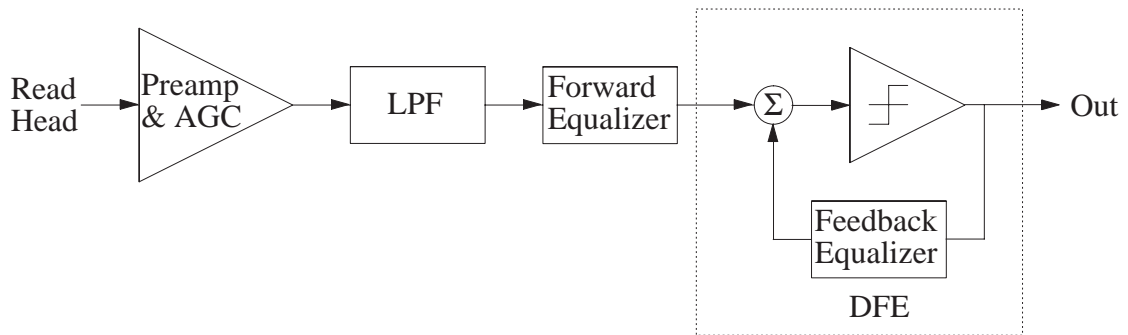 Read
Head
Preamp
& AGC
LPF
Forward
Equalizer
Σ
Out
Feedback
Equalizer
DFE